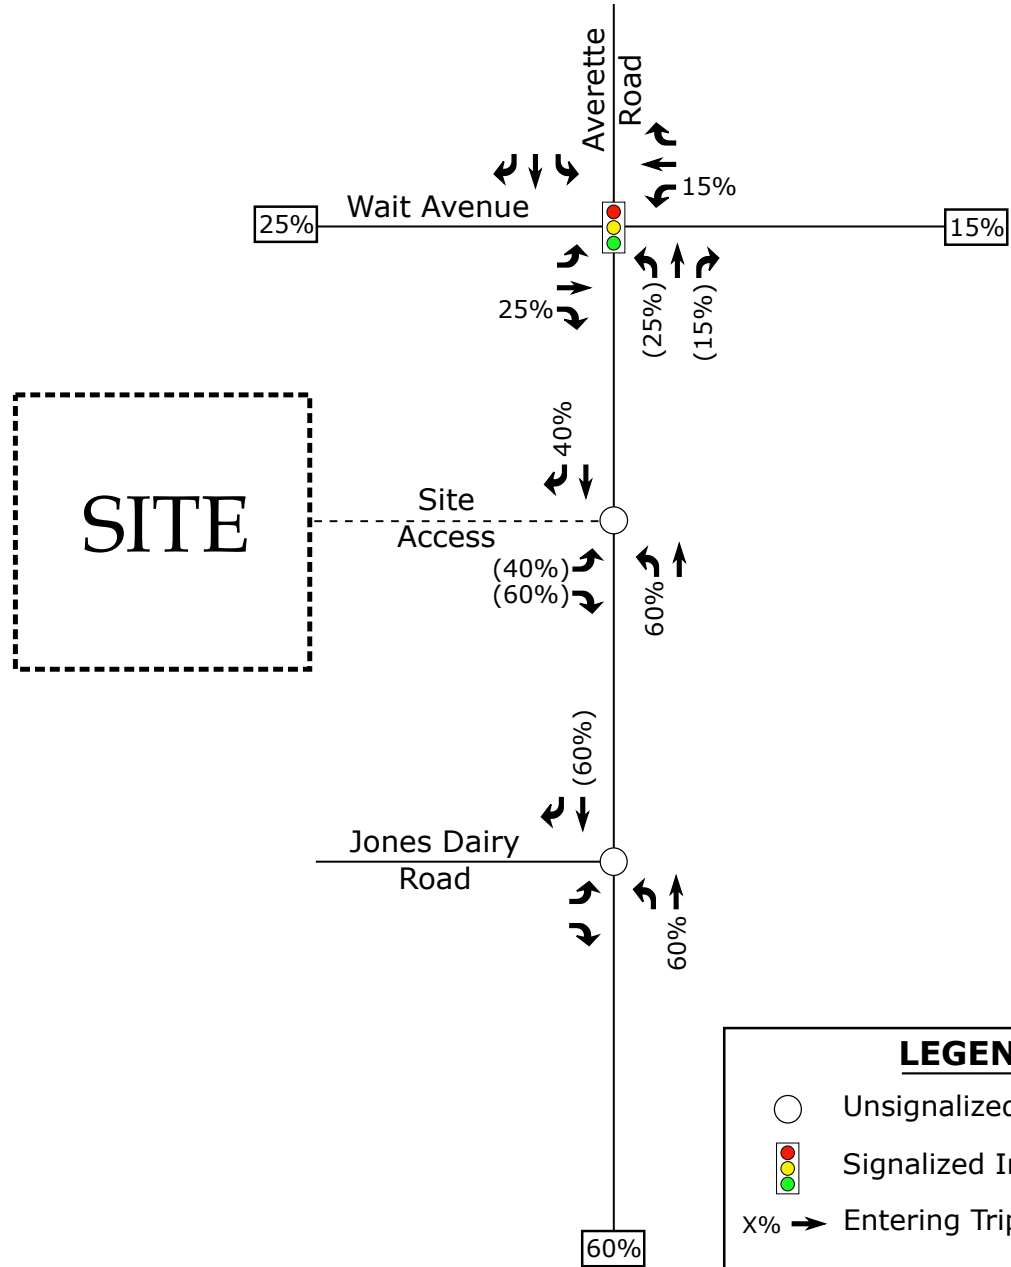 Averette
Road
15%
Wait Avenue
25%
15%
25%
(25%)
(15%)
40%
SITE
Site
Access
(40%)
(60%)
60%
(60%)
Jones Dairy
Road
60%
LEGEN
Unsignalized
Signalized In
X% Entering Trip
60%